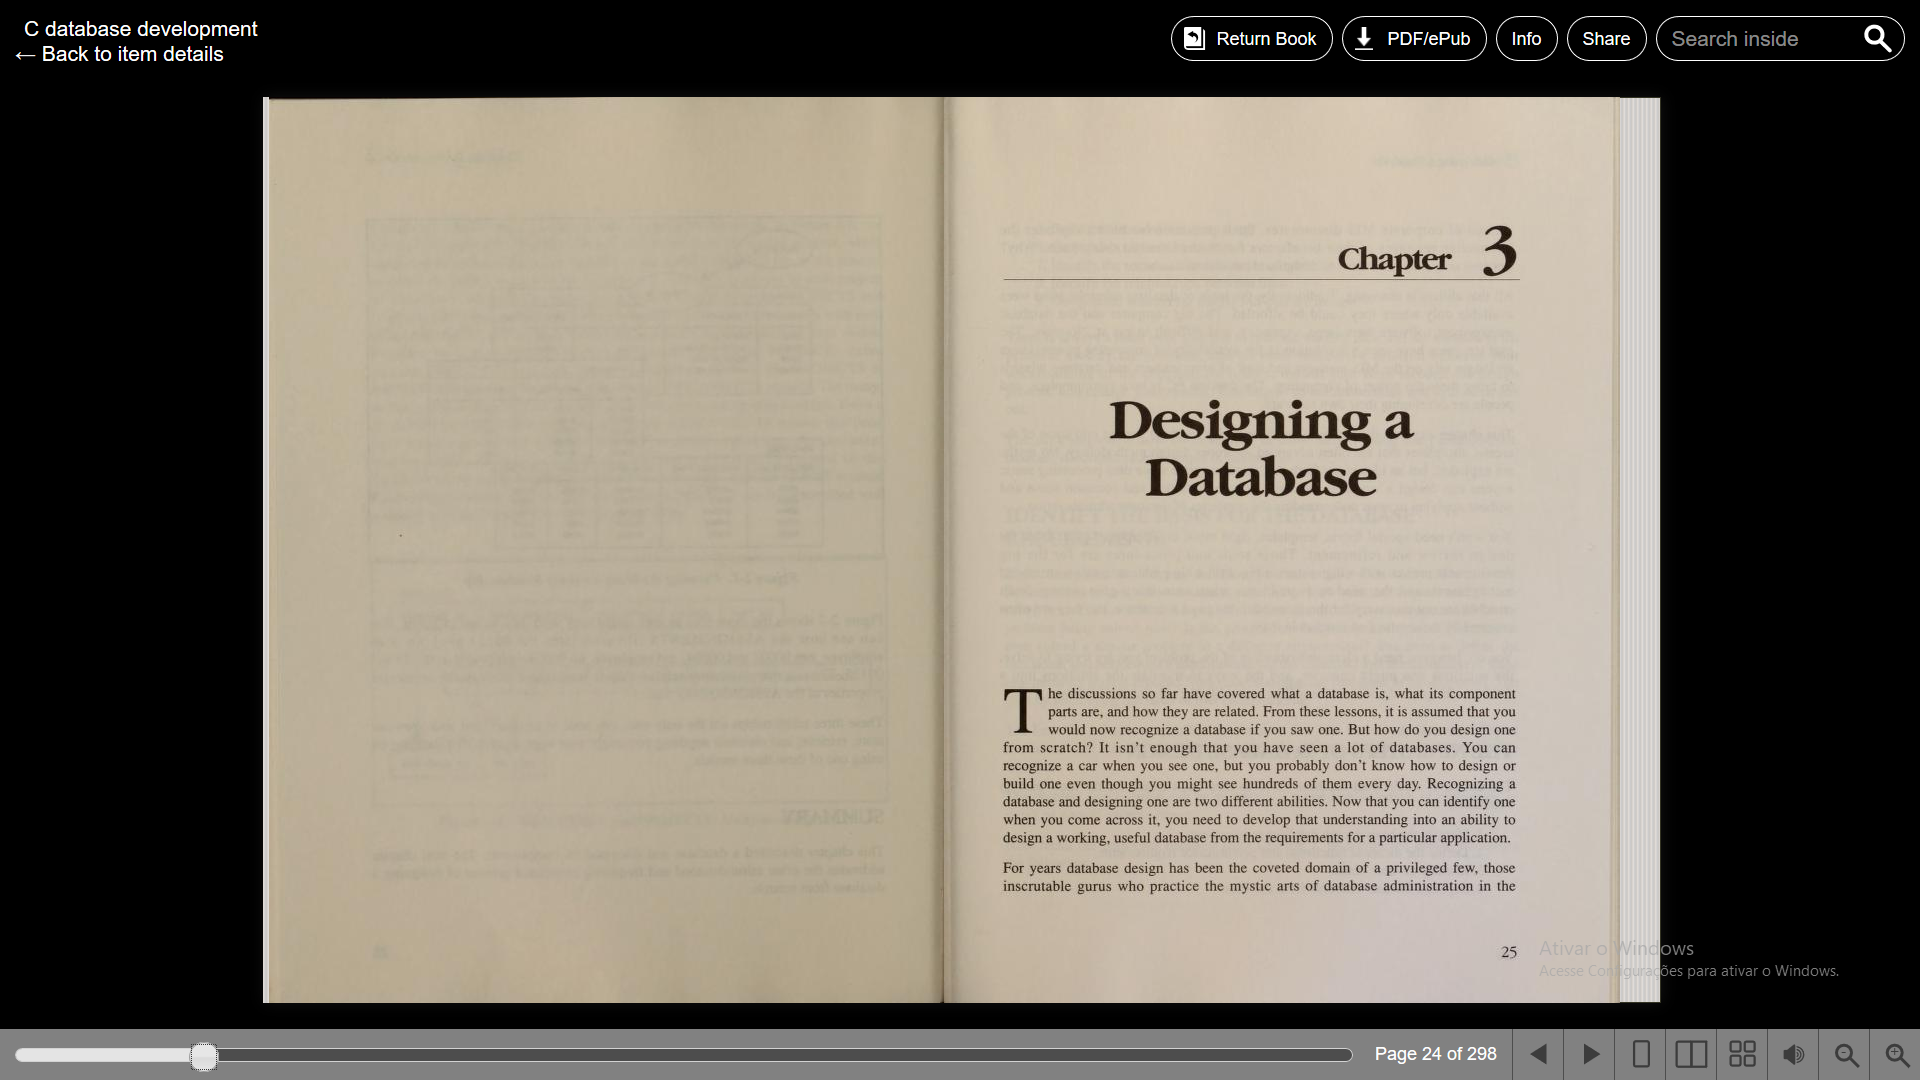 C database development
← Back to item details
Return Book
PDF/ePub
Info
Share
Search inside
Chapter 3
Designing a
Database
The discussions so far have covered what a database is, what its component
parts are, and how they are related. From these lessons, it is assumed that you
would now recognize a database if you saw one. But how do you design one
from scratch? It isn't enough that you have seen a lot of databases. You can
recognize a car when you see one, but you probably don't know how to design or
build one even though you might see hundreds of them every day. Recognizing a
database and designing one are two different abilities. Now that you can identify one
when you come across it, you need to develop that understanding into an ability to
design a working, useful database from the requirements for a particular application.
For years database design has been the coveted domain of a privileged few, those
inscrutable gurus who practice the mystic arts of database administration in the
25
Ativar o Windows
Acesse Configurações para ativar o Windows.
Page 24 of 298